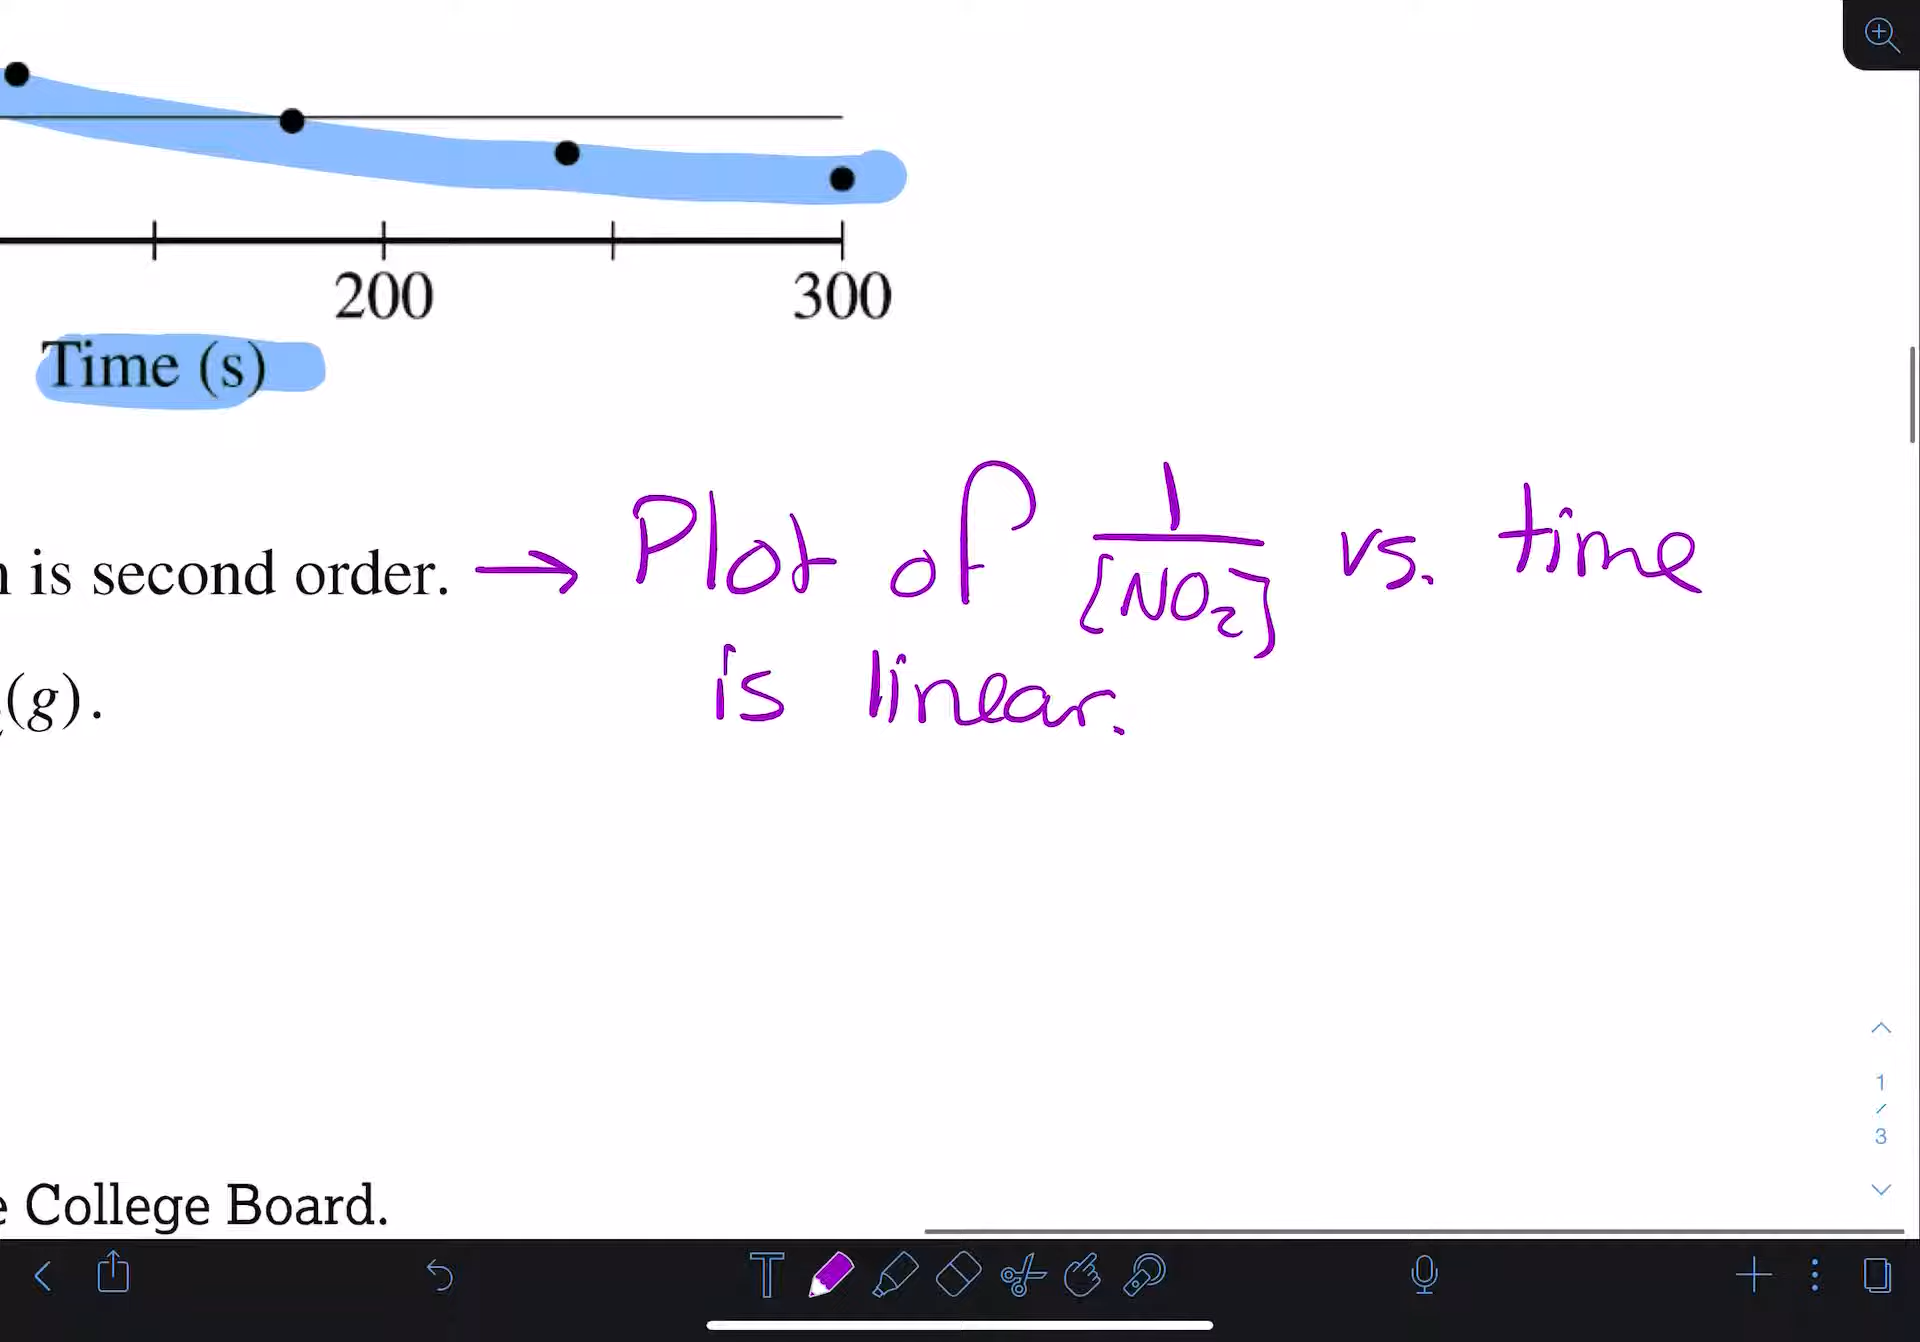 200 300
Time (s)
is second order. → Plot of 1/[NO₂] vs. time
is linear.
(g).
College Board.
1
/
3